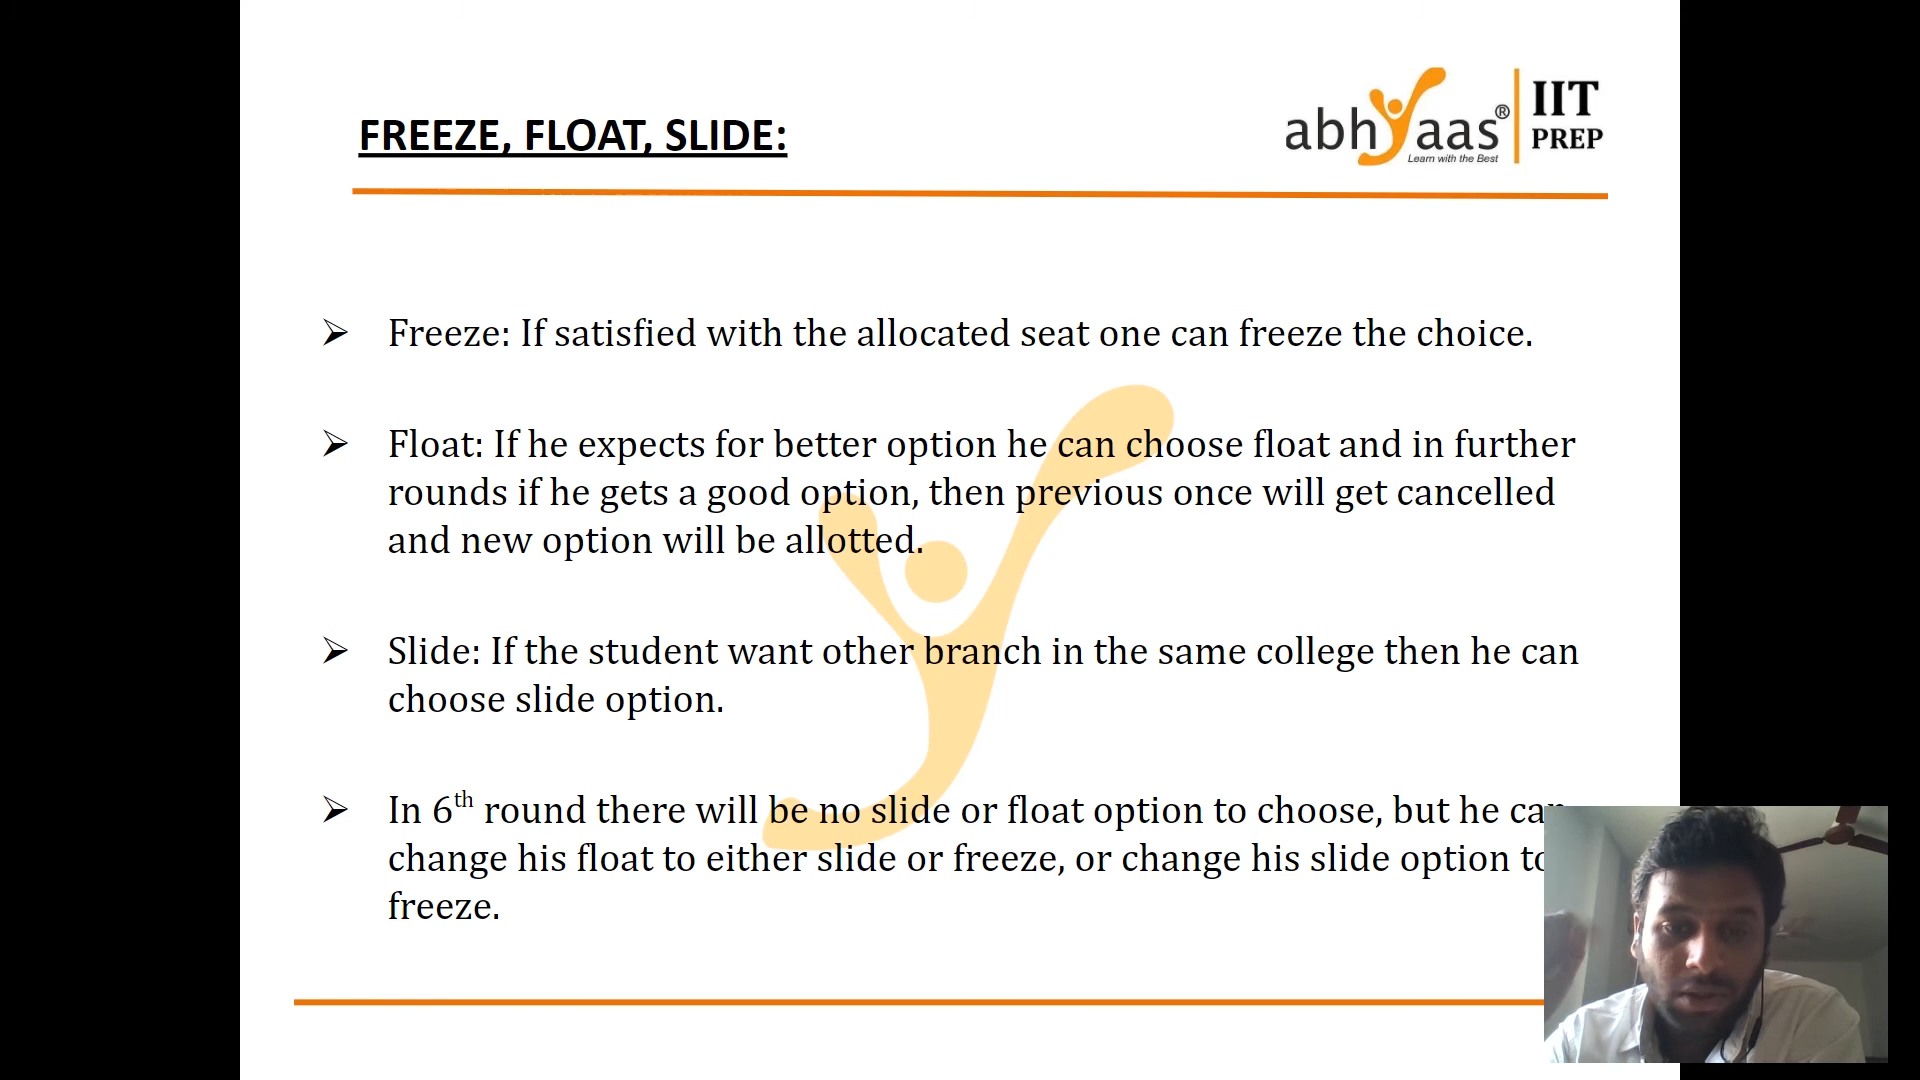 FREEZE, FLOAT, SLIDE:
abhyaas®
Learn with the Best
IIT
PREP
➢ Freeze: If satisfied with the allocated seat one can freeze the choice.
➢ Float: If he expects for better option he can choose float and in further
rounds if he gets a good option, then previous once will get cancelled
and new option will be allotted.
➢ Slide: If the student want other branch in the same college then he can
choose slide option.
➢ In 6th round there will be no slide or float option to choose, but he can
change his float to either slide or freeze, or change his slide option to
freeze.